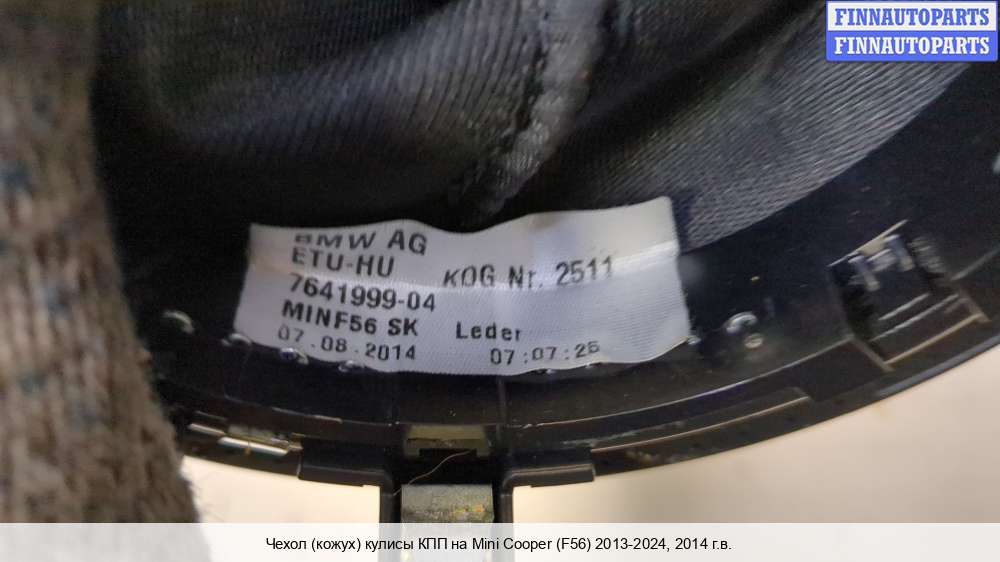 FINNAUTOPARTS
FINNAUTOPARTS
BMW AG
ETU-HU KOG Nr. 2511
7641999-04
MINF56 SK Leder
07.08.2014 07:07:26
Чехол (кожух) кулисы КПП на Mini Cooper (F56) 2013-2024, 2014 г.в.